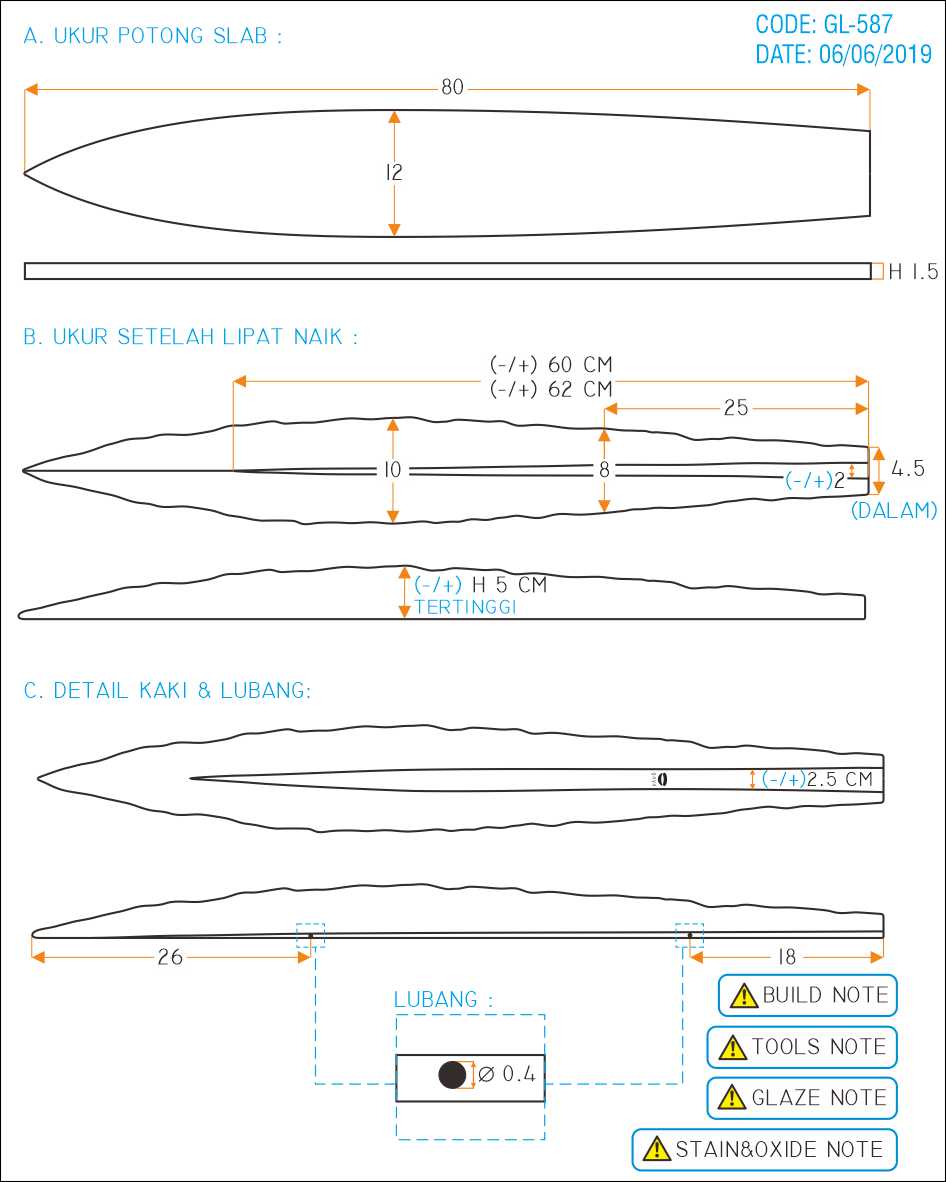 A. UKUR POTONG SLAB :
CODE: GL-587
DATE: 06/06/2019
80
12
H 1.5
B. UKUR SETELAH LIPAT NAIK :
(-/+) 60 CM
(-/+) 62 CM
25
10
8
4.5
(-/+)2
(DALAM)
(-/+) H 5 CM
TERTINGGI
C. DETAIL KAKI & LUBANG:
(-/+)2.5 CM
26
18
LUBANG :
Ø 0.4
BUILD NOTE
TOOLS NOTE
GLAZE NOTE
STAIN&OXIDE NOTE